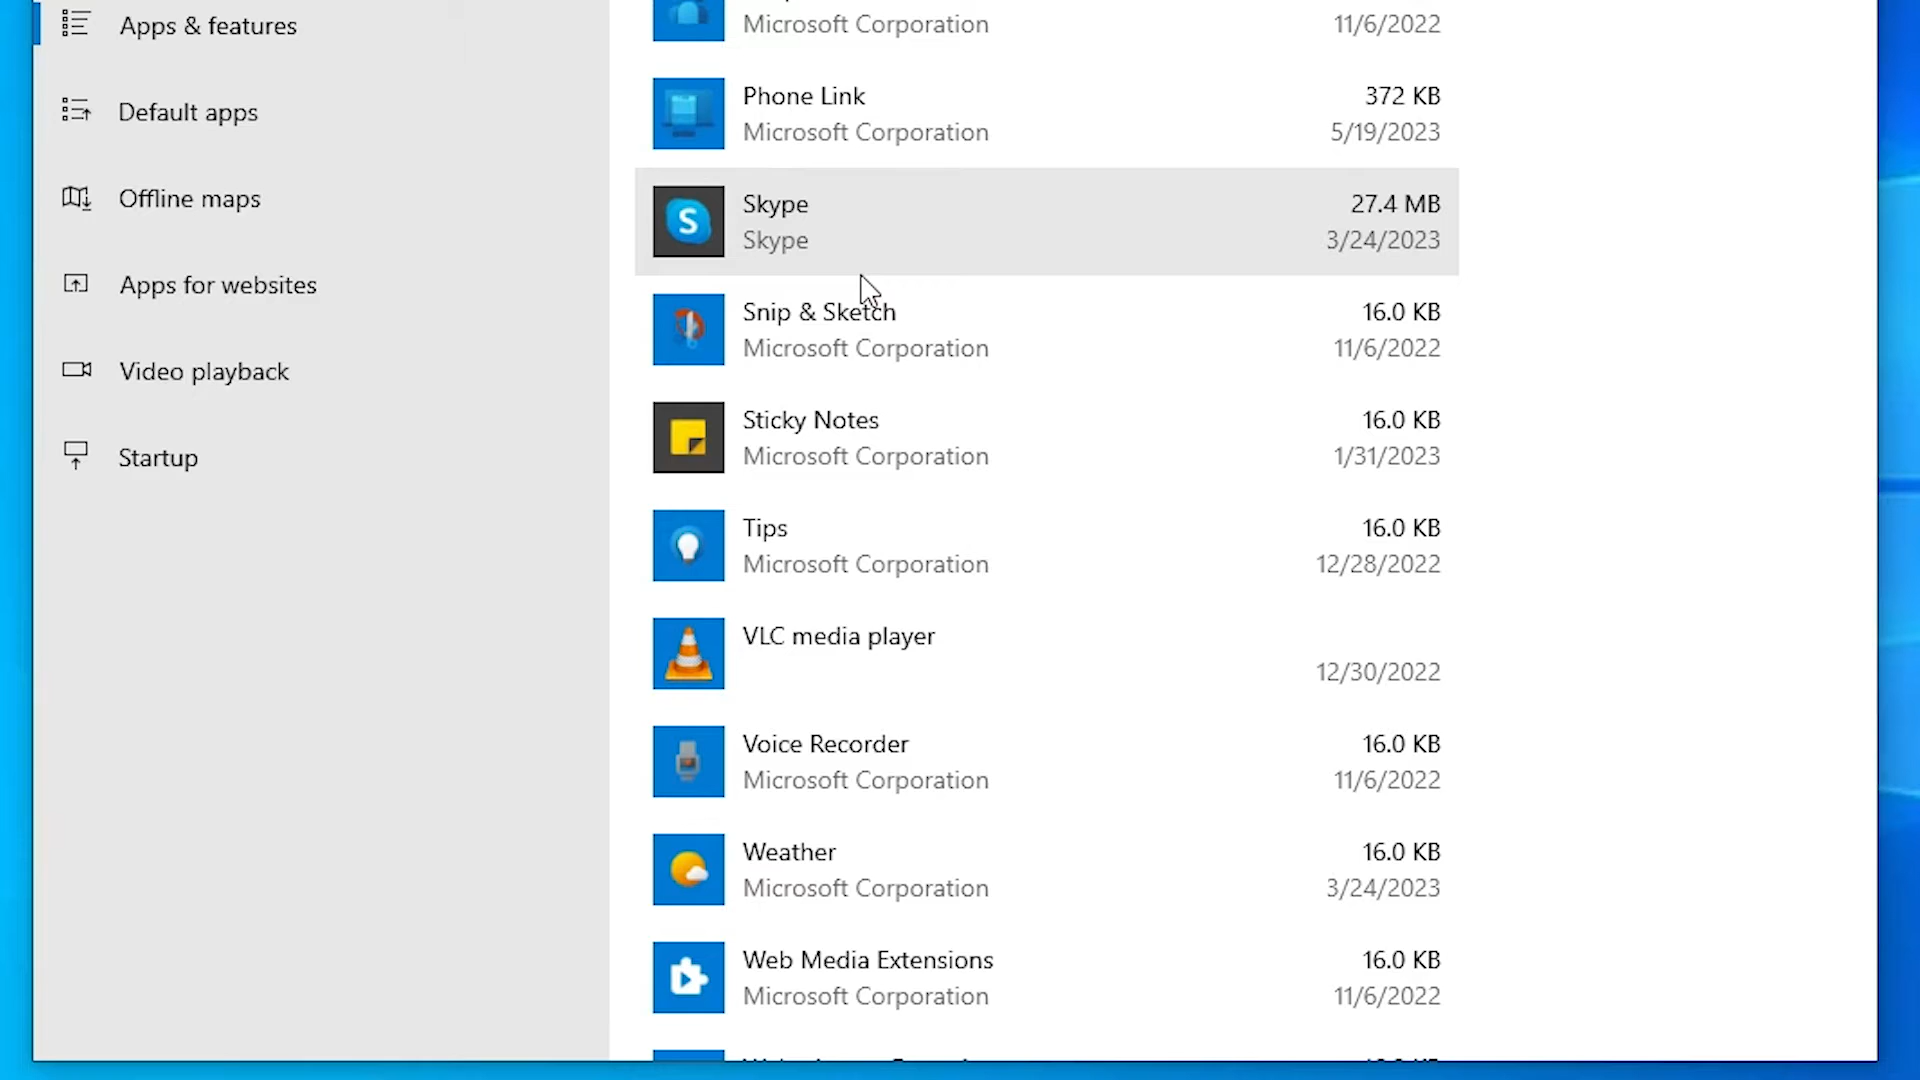 Apps & features
Default apps
Offline maps
Apps for websites
Video playback
Startup
Microsoft Corporation 11/6/2022
Phone Link 372 KB
Microsoft Corporation 5/19/2023
S
Skype 27.4 MB
Skype 3/24/2023
Snip & Sketch 16.0 KB
Microsoft Corporation 11/6/2022
Sticky Notes 16.0 KB
Microsoft Corporation 1/31/2023
Tips 16.0 KB
Microsoft Corporation 12/28/2022
VLC media player
12/30/2022
Voice Recorder 16.0 KB
Microsoft Corporation 11/6/2022
Weather 16.0 KB
Microsoft Corporation 3/24/2023
Web Media Extensions 16.0 KB
Microsoft Corporation 11/6/2022